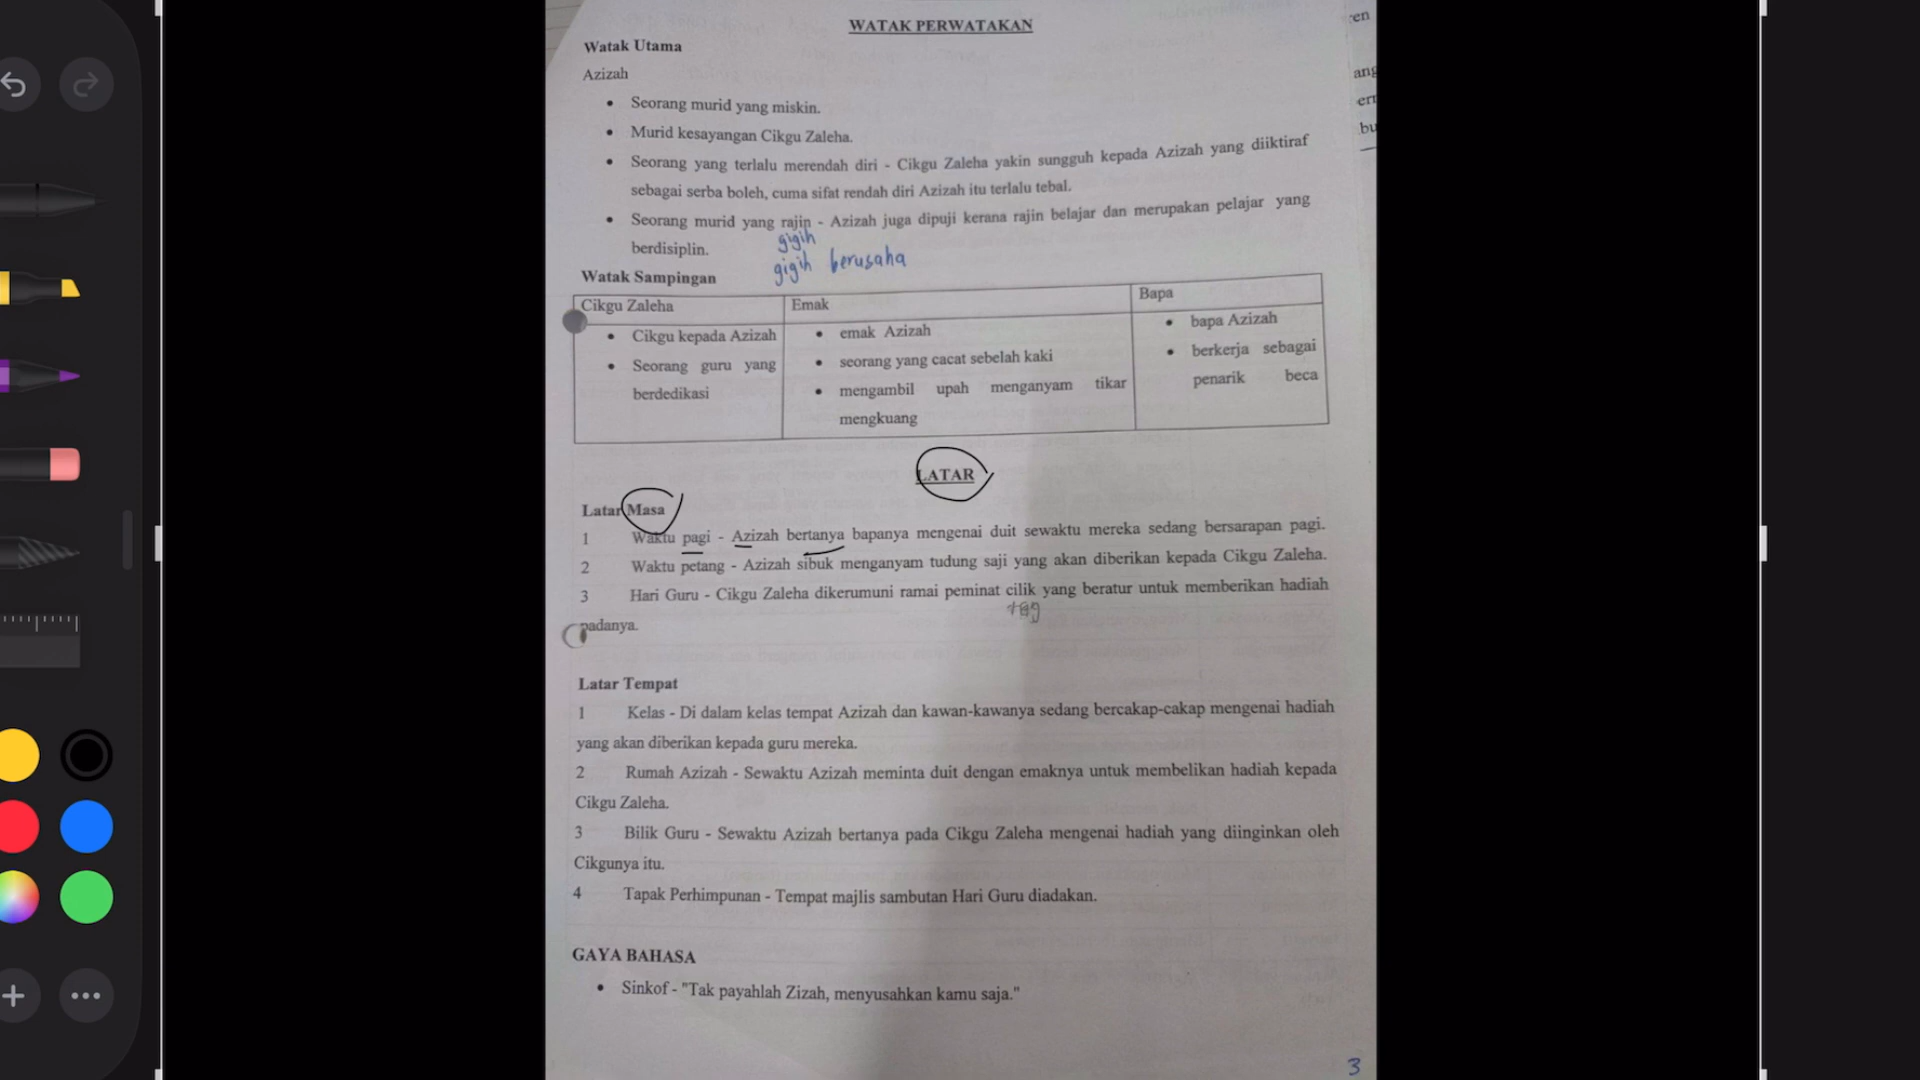 WATAK PERWATAKAN
Watak Utama
Azizah
• Seorang murid yang miskin.
• Murid kesayangan Cikgu Zaleha.
• Seorang yang terlalu merendah diri - Cikgu Zaleha yakin sungguh kepada Azizah yang diiktiraf
sebagai serba boleh, cuma sifat rendah diri Azizah itu terlalu tebal.
• Seorang murid yang rajin - Azizah juga dipuji kerana rajin belajar dan merupakan pelajar yang
berdisiplin.
gigih
gigih berusaha
Watak Sampingan
Cikgu Zaleha
• Cikgu kepada Azizah
• Seorang guru yang
berdedikasi
Emak
• emak Azizah
• seorang yang cacat sebelah kaki
• mengambil upah menganyam tikar
mengkuang
Bapa
• bapa Azizah
• berkerja sebagai
penarik beca
LATAR
Latar Masa
1 Waktu pagi - Azizah bertanya bapanya mengenai duit sewaktu mereka sedang bersarapan pagi.
2 Waktu petang - Azizah sibuk menganyam tudung saji yang akan diberikan kepada Cikgu Zaleha.
3 Hari Guru - Cikgu Zaleha dikerumuni ramai peminat cilik yang beratur untuk memberikan hadiah
padanya.
Latar Tempat
1 Kelas - Di dalam kelas tempat Azizah dan kawan-kawanya sedang bercakap-cakap mengenai hadiah
yang akan diberikan kepada guru mereka.
2 Rumah Azizah - Sewaktu Azizah meminta duit dengan emaknya untuk membelikan hadiah kepada
Cikgu Zaleha.
3 Bilik Guru - Sewaktu Azizah bertanya pada Cikgu Zaleha mengenai hadiah yang diinginkan oleh
Cikgunya itu.
4 Tapak Perhimpunan - Tempat majlis sambutan Hari Guru diadakan.
GAYA BAHASA
• Sinkof - "Tak payahlah Zizah, menyusahkan kamu saja."
3